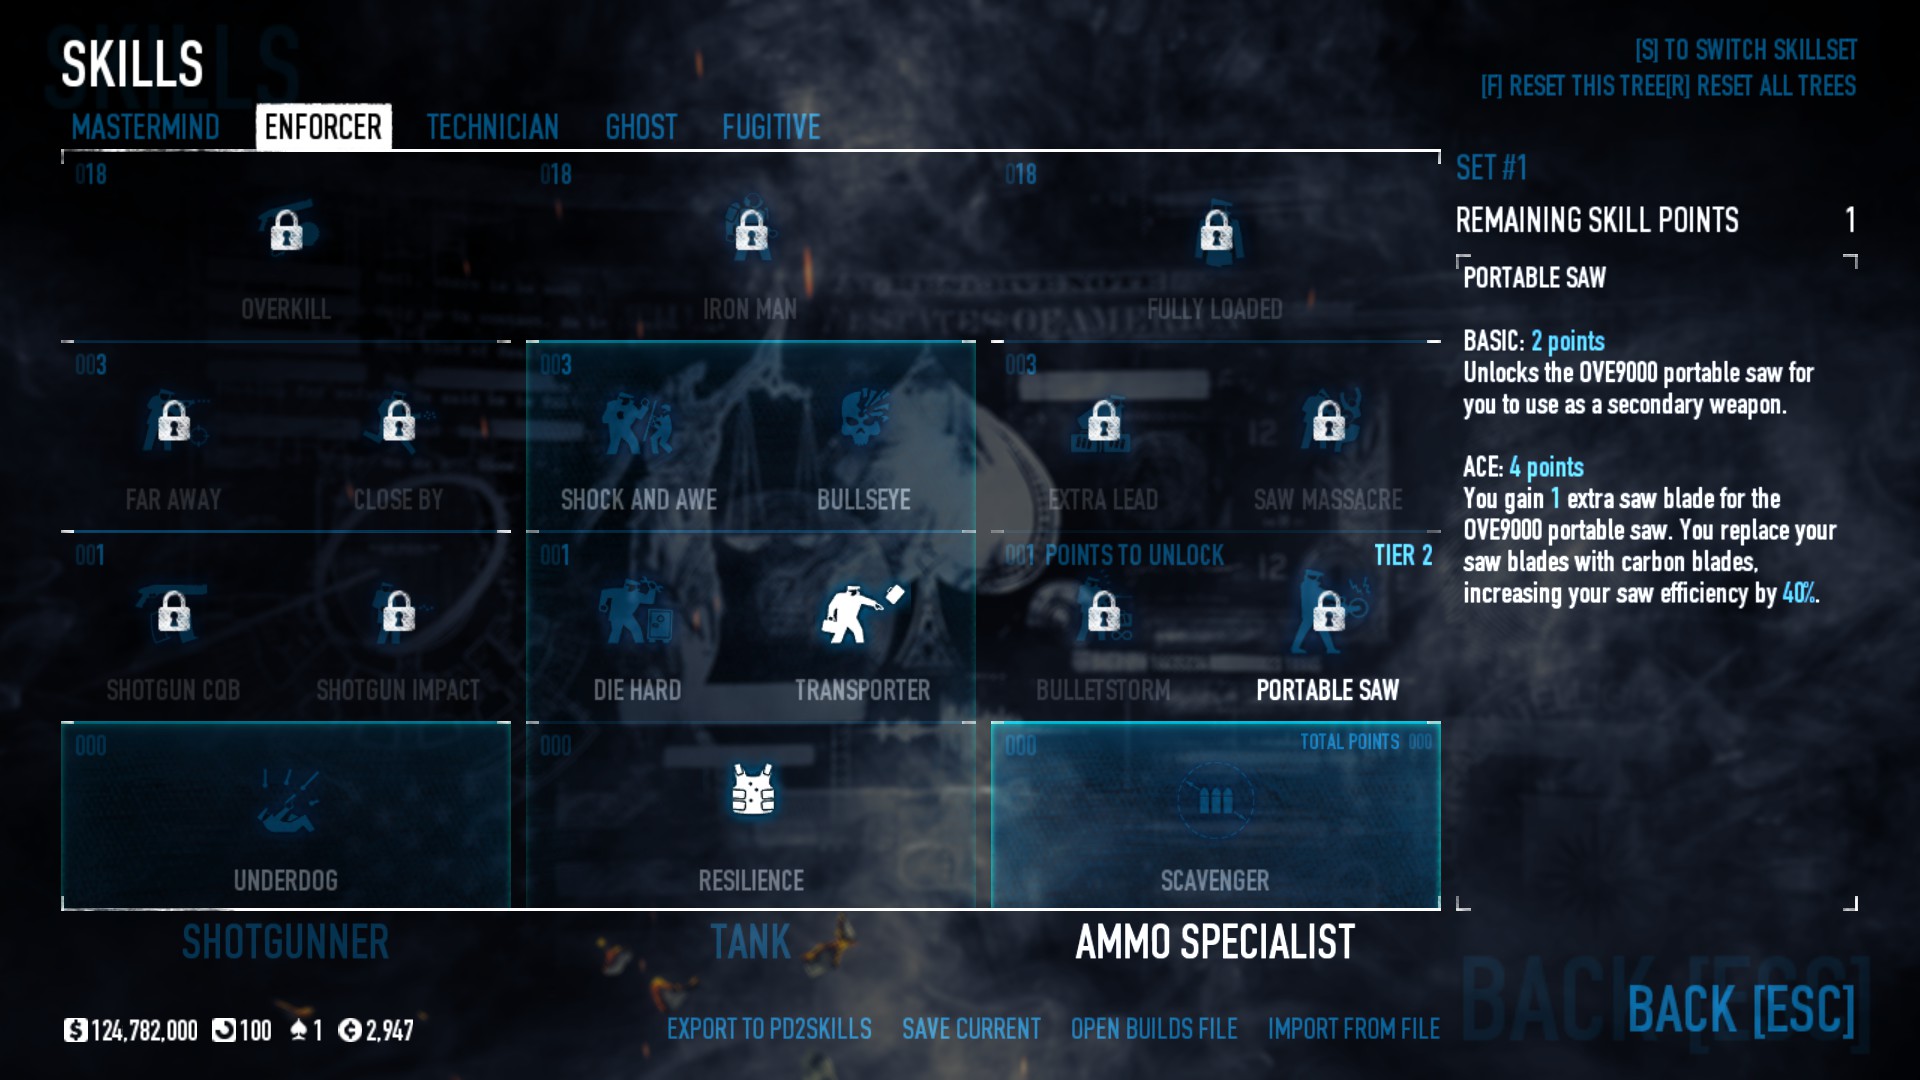 SKILLS
[S] TO SWITCH SKILLSET
[F] RESET THIS TREE[R] RESET ALL TREES
MASTERMIND ENFORCER TECHNICIAN GHOST FUGITIVE
018 018 018
OVERKILL IRON MAN FULLY LOADED
003 003 003
FAR AWAY CLOSE BY SHOCK AND AWE BULLSEYE EXTRA LEAD SAW MASSACRE
001 001 001 POINTS TO UNLOCK TIER 2
SHOTGUN CQB SHOTGUN IMPACT DIE HARD TRANSPORTER BULLETSTORM PORTABLE SAW
000 000 000 TOTAL POINTS 000
UNDERDOG RESILIENCE SCAVENGER
SHOTGUNNER TANK AMMO SPECIALIST
SET #1
REMAINING SKILL POINTS 1
PORTABLE SAW
BASIC: 2 points
Unlocks the OVE9000 portable saw for
you to use as a secondary weapon.
ACE: 4 points
You gain 1 extra saw blade for the
OVE9000 portable saw. You replace your
saw blades with carbon blades,
increasing your saw efficiency by 40%.
124,782,000 100 1 2,947
EXPORT TO PD2SKILLS SAVE CURRENT OPEN BUILDS FILE IMPORT FROM FILE
BACK [ESC]